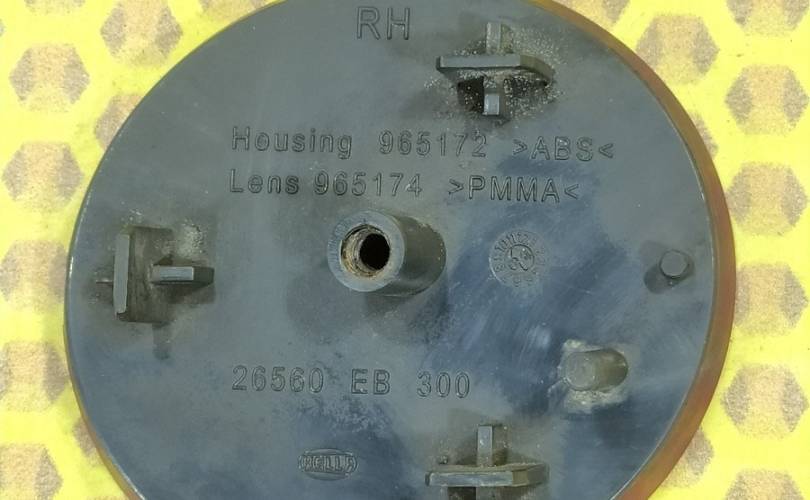 RH
Housing 965172 >ABS<
Lens 965174 >PMMA<
26560 EB 300
HELLA